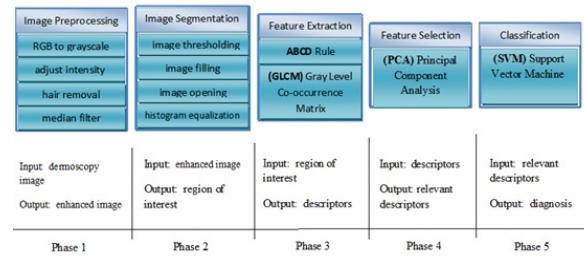 Image Preprocessing
RGB to grayscale
adjust intensity
hair removal
median filter
Image Segmentation
image thresholding
image filling
image opening
histogram equalization
Feature Extraction
ABCD Rule
(GLCM) Gray Level
Co-occurrence
Matrix
Feature Selection
(PCA) Principal
Component
Analysis
Classification
(SVM) Support
Vector Machine
Input: dermoscopy
image
Output: enhanced image
Input: enhanced image
Output: region of
interest
Input: region of
interest
Output: descriptors
Input: descriptors
Output: relevant
descriptors
Input: relevant
descriptors
Output: diagnosis
Phase 1
Phase 2
Phase 3
Phase 4
Phase 5